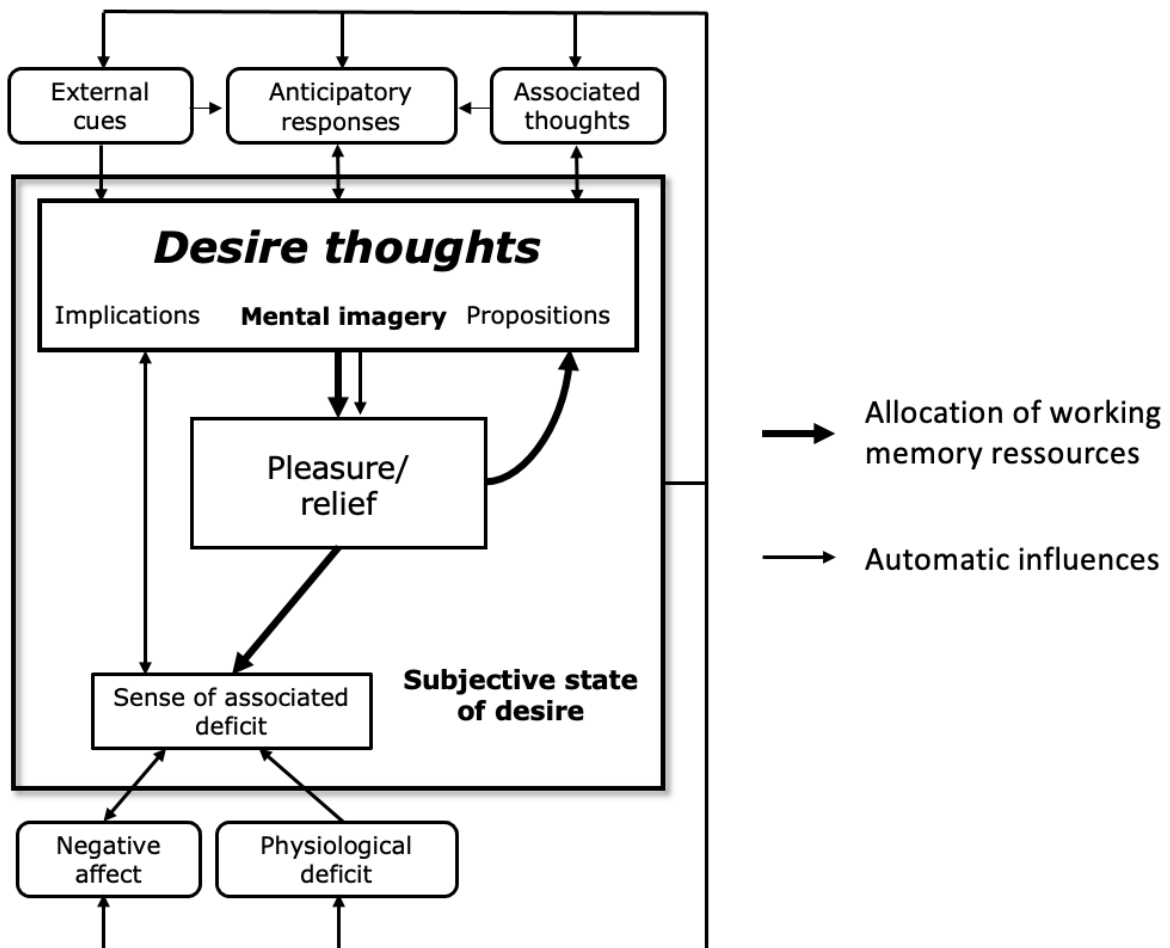 External
cues
Anticipatory
responses
Associated
thoughts
Desire thoughts
Implications
Mental imagery
Propositions
Pleasure/
relief
Sense of associated
deficit
Subjective state
of desire
Negative
affect
Physiological
deficit
Allocation of working
memory ressources
Automatic influences